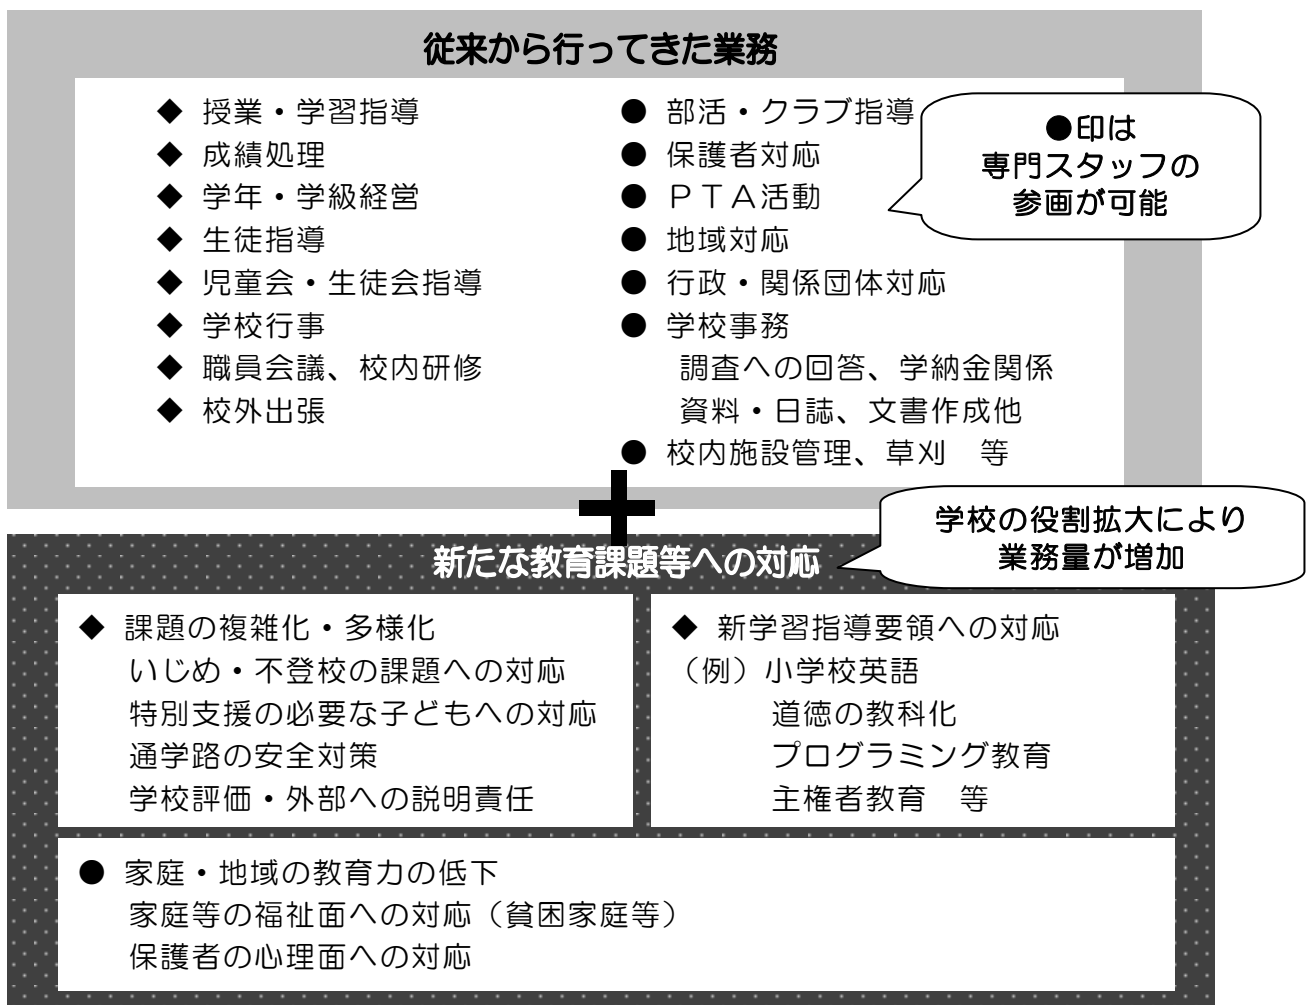 従来から行ってきた業務
◆ 授業・学習指導
◆ 成績処理
◆ 学年・学級経営
◆ 生徒指導
◆ 児童会・生徒会指導
◆ 学校行事
◆ 職員会議、校内研修
◆ 校外出張
● 部活・クラブ指導
● 保護者対応
● ＰＴＡ活動
● 地域対応
● 行政・関係団体対応
● 学校事務
調査への回答、学納金関係
資料・日誌、文書作成他
● 校内施設管理、草刈　等
●印は
専門スタッフの
参画が可能
+
学校の役割拡大により
業務量が増加
新たな教育課題等への対応
◆ 課題の複雑化・多様化
いじめ・不登校の課題への対応
特別支援の必要な子どもへの対応
通学路の安全対策
学校評価・外部への説明責任
◆ 新学習指導要領への対応
（例）小学校英語
道徳の教科化
プログラミング教育
主権者教育　等
● 家庭・地域の教育力の低下
家庭等の福祉面への対応（貧困家庭等）
保護者の心理面への対応